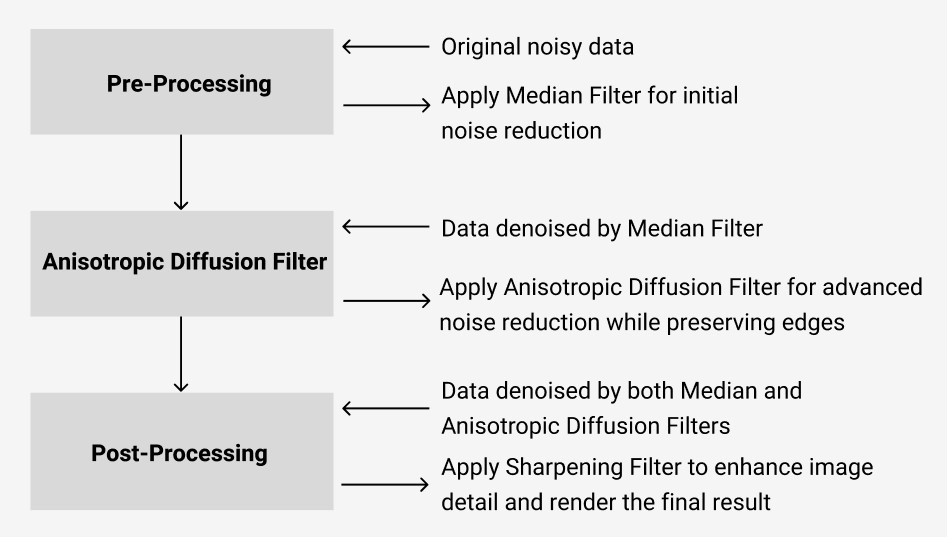 Pre-Processing
Original noisy data
Apply Median Filter for initial
noise reduction
Anisotropic Diffusion Filter
Data denoised by Median Filter
Apply Anisotropic Diffusion Filter for advanced
noise reduction while preserving edges
Post-Processing
Data denoised by both Median and
Anisotropic Diffusion Filters
Apply Sharpening Filter to enhance image
detail and render the final result